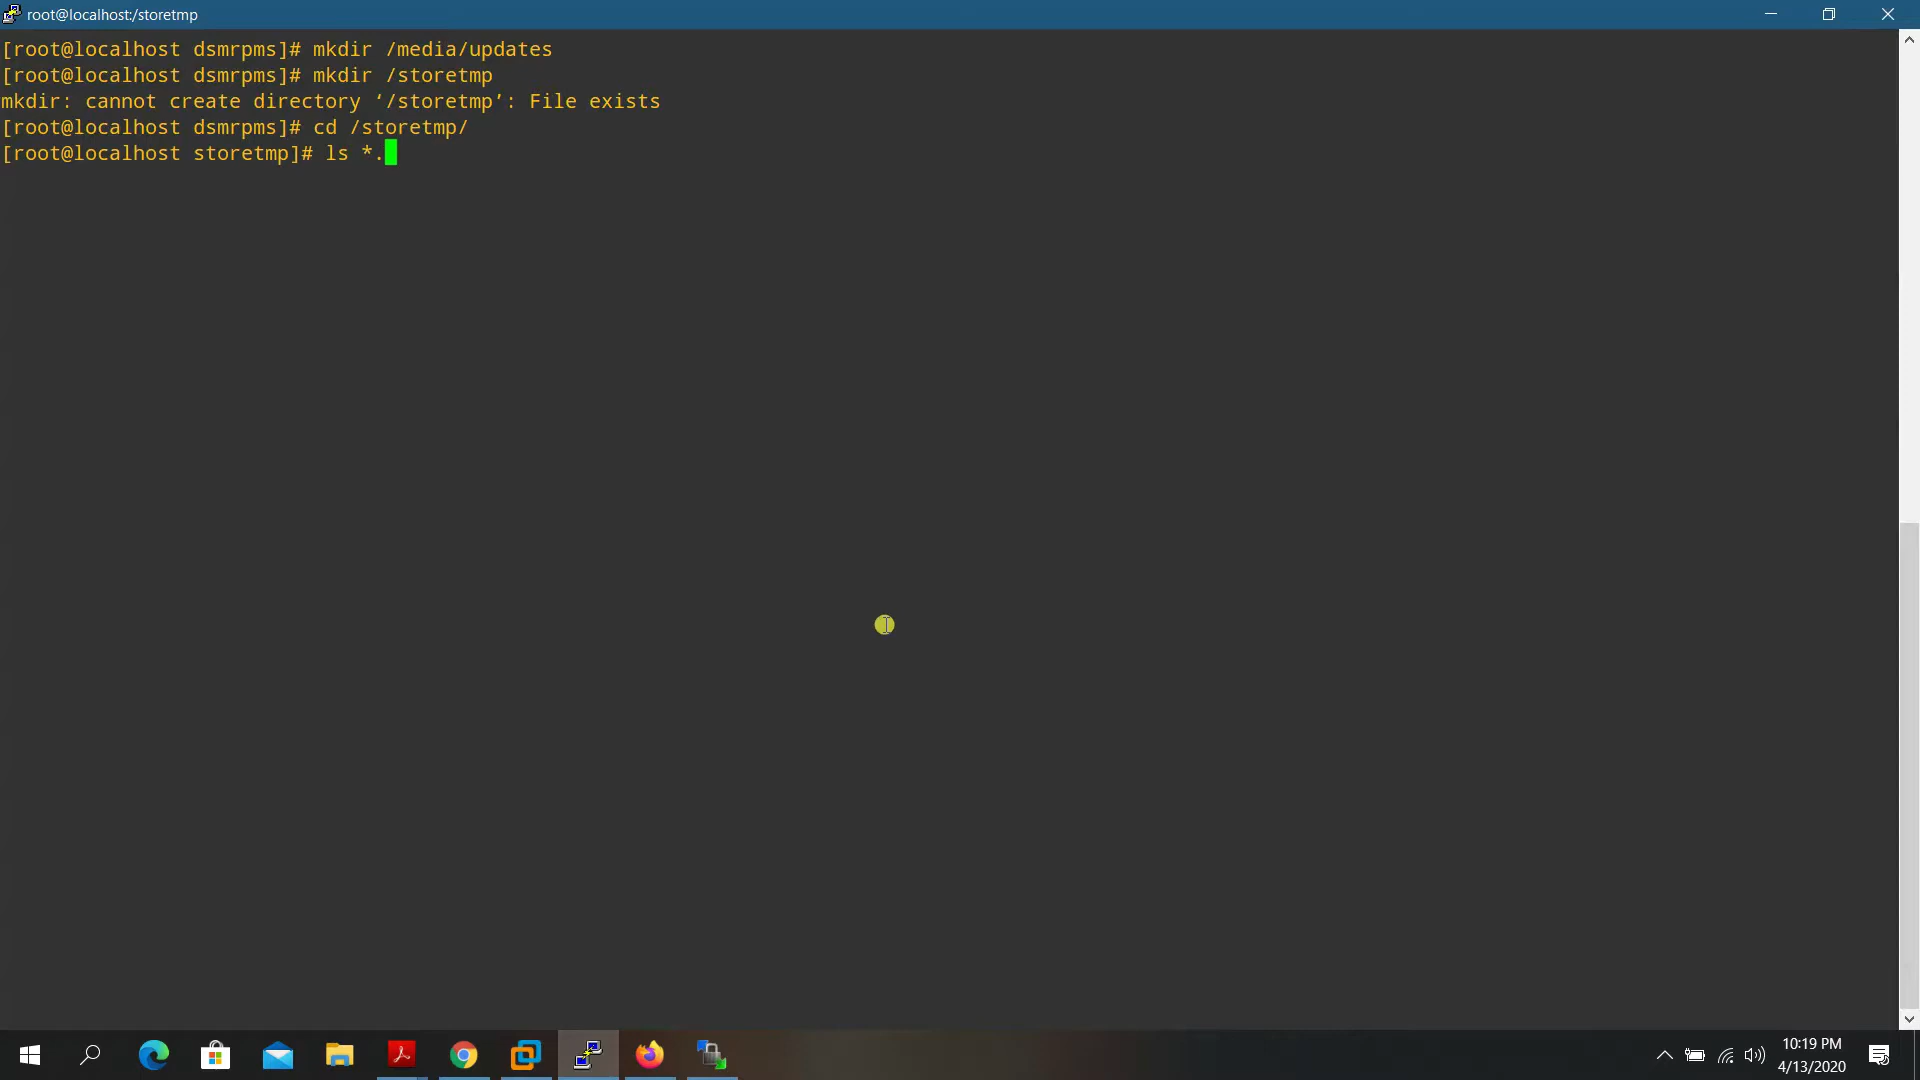 root@localhost:/storetmp
[root@localhost dsmrpms]# mkdir /media/updates
[root@localhost dsmrpms]# mkdir /storetmp
mkdir: cannot create directory ‘/storetmp’: File exists
[root@localhost dsmrpms]# cd /storetmp/
[root@localhost storetmp]# ls *.
10:19 PM
4/13/2020